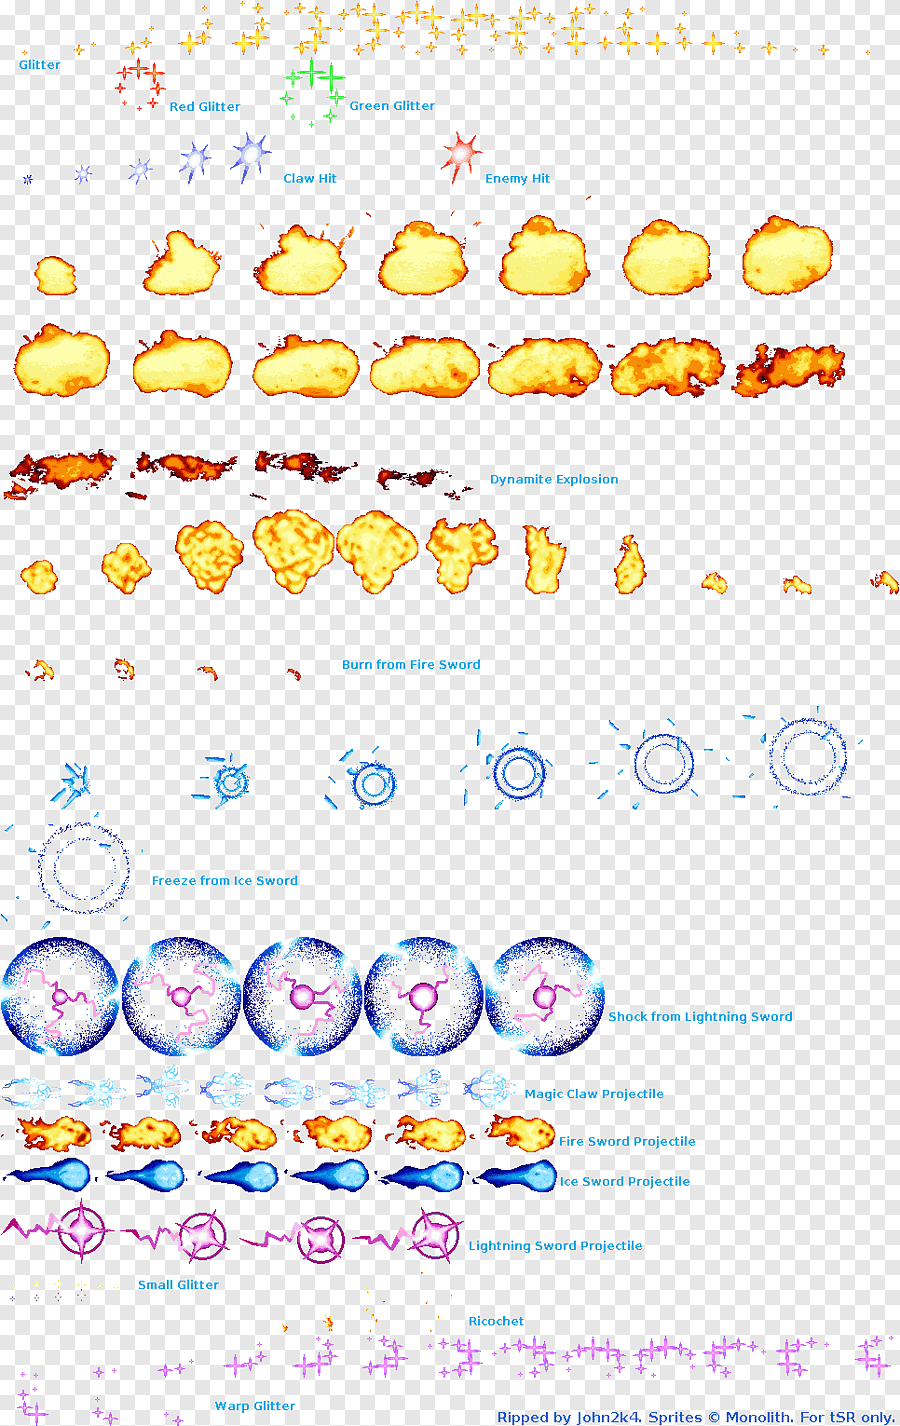 Glitter
Red Glitter
Green Glitter
Claw Hit
Enemy Hit
Dynamite Explosion
Burn from Fire Sword
Freeze from Ice Sword
Shock from Lightning Sword
Magic Claw Projectile
Fire Sword Projectile
Ice Sword Projectile
Lightning Sword Projectile
Small Glitter
Ricochet
Warp Glitter
Ripped by John2k4. Sprites © Monolith. For tSR only.